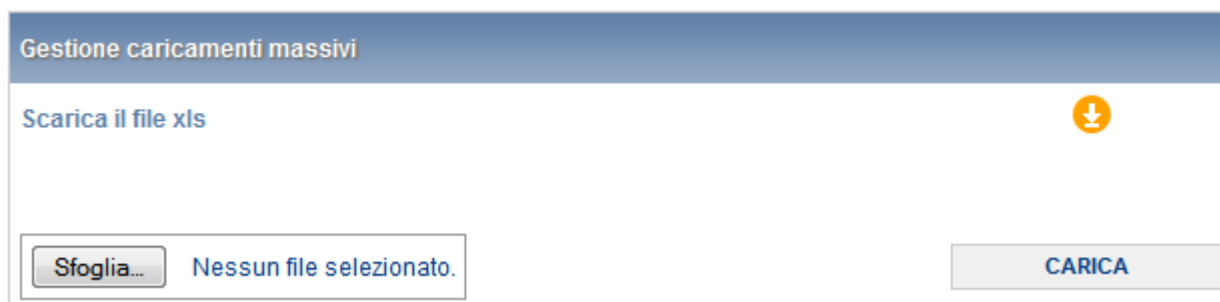 Gestione caricamenti massivi
Scarica il file xls
Sfoglia... Nessun file selezionato. CARICA